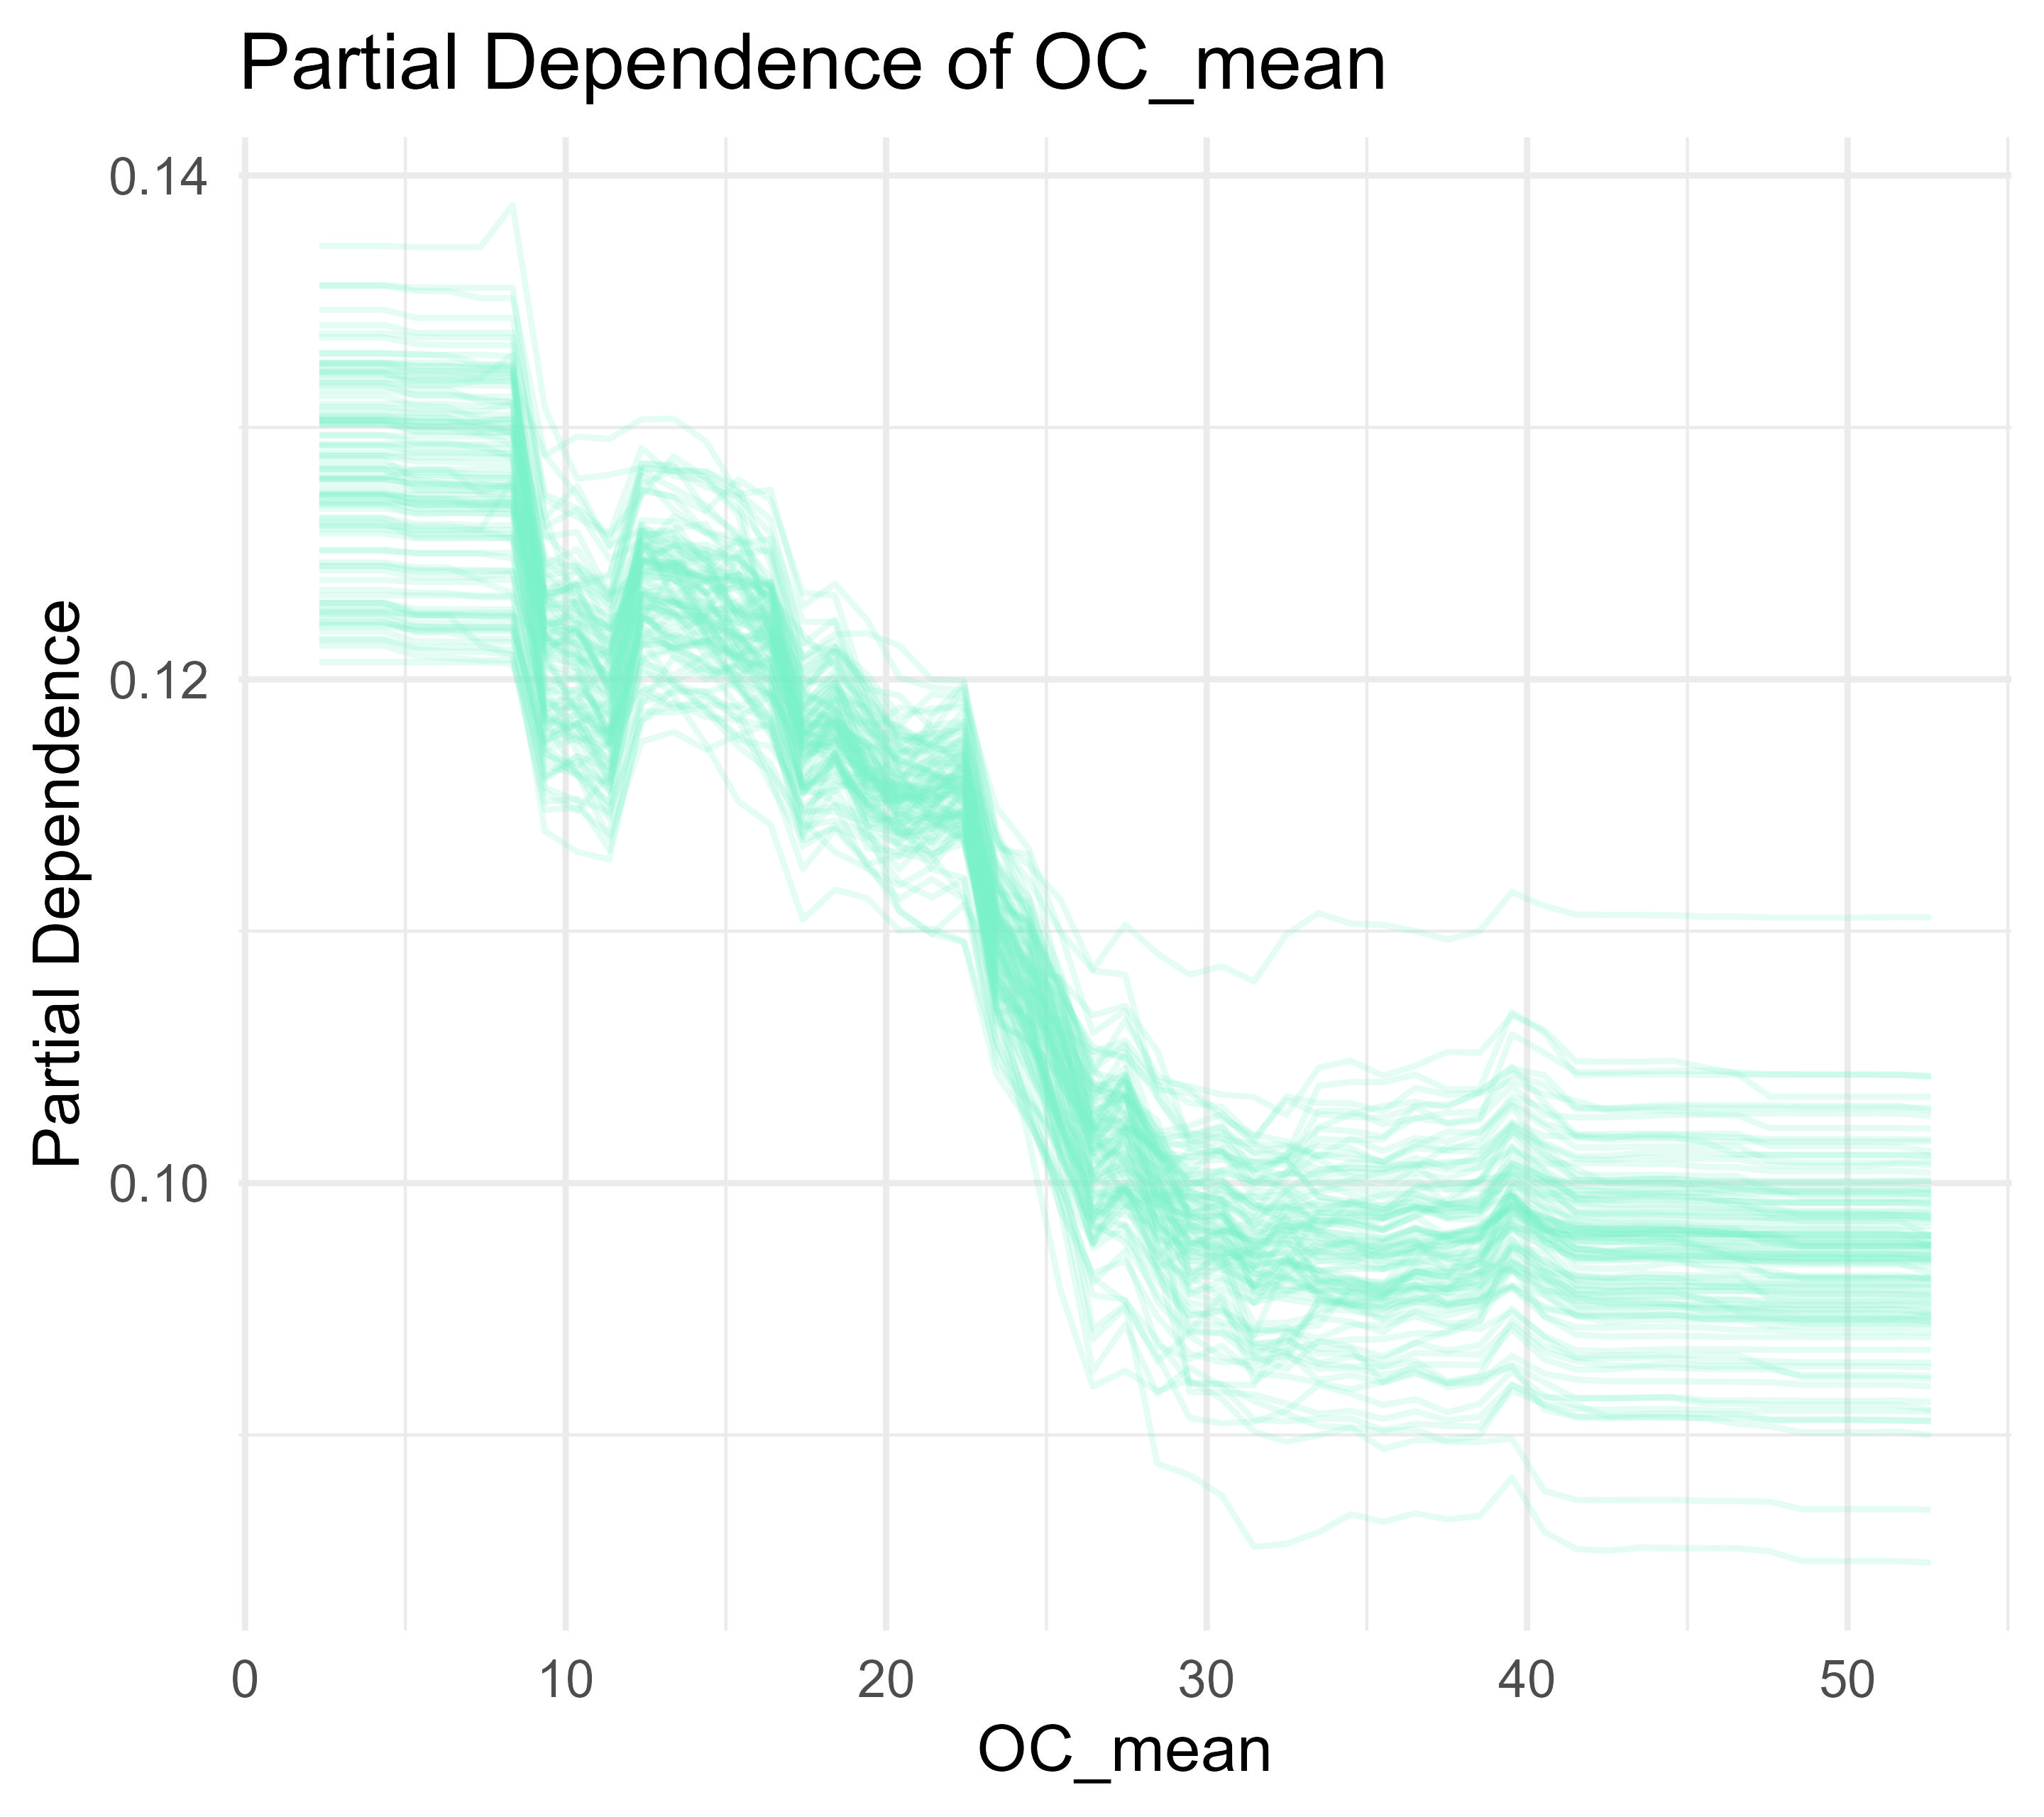 Partial Dependence of OC_mean
Partial Dependence
0.14
0.12
0.10
0 10 20 30 40 50
OC_mean